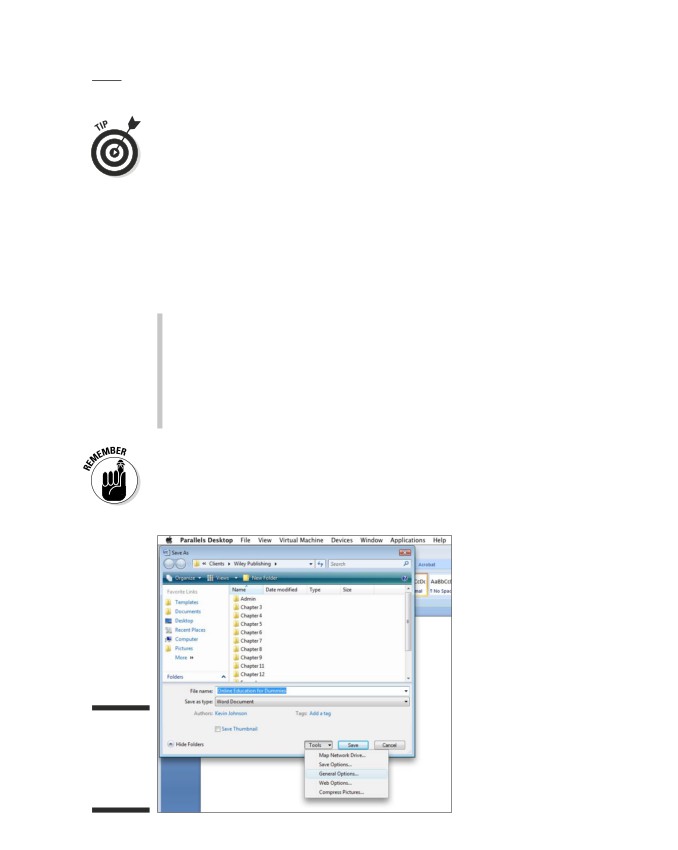 TIP
REMEMBER
Parallels Desktop File View Virtual Machine Devices Window Applications Help
Save As
« Clients ▸ Wiley Publishing ▸ Search
Acrobat
Organize Views New Folder
Favorite Links
Templates
Documents
Desktop
Recent Places
Computer
Pictures
More »
Folders
Name Date modified Type Size
Admin
Chapter 3
Chapter 4
Chapter 5
Chapter 6
Chapter 7
Chapter 8
Chapter 9
Chapter 11
Chapter 12
AaBbCc
¶ No Spac
File name: Online Education for Dummies
Save as type: Word Document
Authors: Kevin Johnson Tags: Add a tag
Save Thumbnail
Hide Folders Tools Save Cancel
Map Network Drive...
Save Options...
General Options...
Web Options...
Compress Pictures...